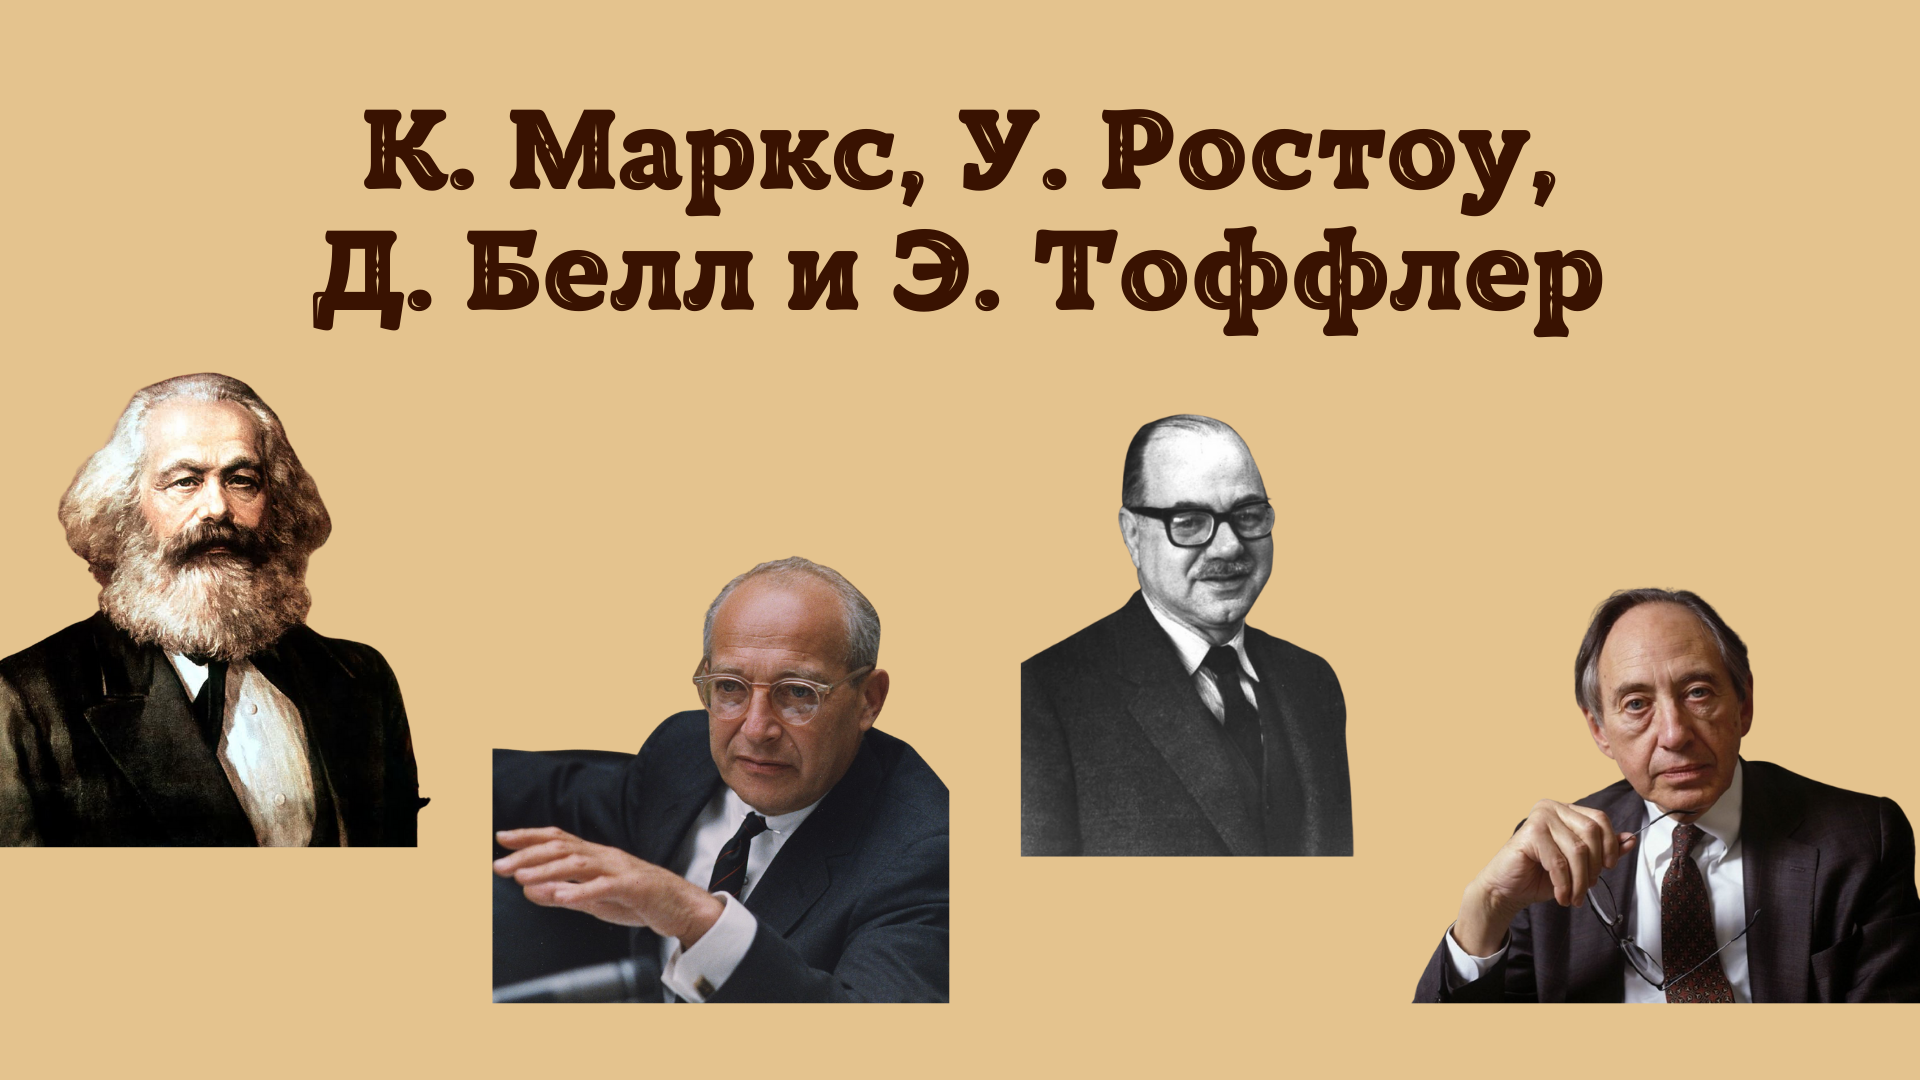 К. Маркс, У. Ростоу,
Д. Белл и Э. Тоффлер